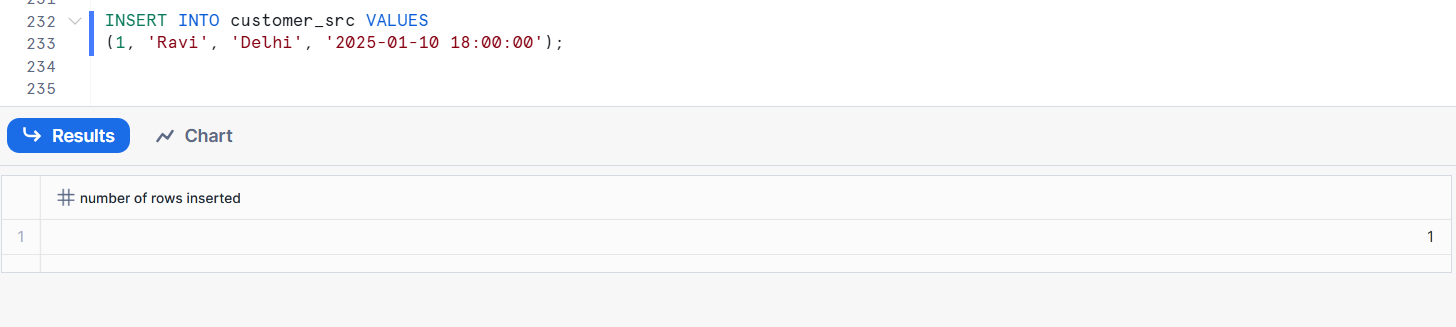 231
232 INSERT INTO customer_src VALUES
233 (1, 'Ravi', 'Delhi', '2025-01-10 18:00:00');
234
235
Results Chart
number of rows inserted
1 1